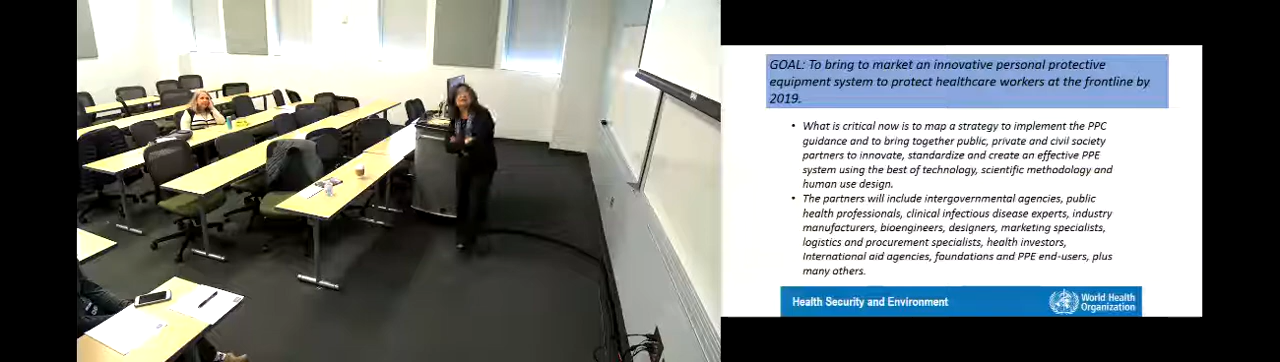 GOAL: To bring to market an innovative personal protective
equipment system to protect healthcare workers at the frontline by
2019.
• What is critical now is to map a strategy to implement the PPC
guidance and to bring together public, private and civil society
partners to innovate, standardize and create an effective PPE
system using the best of technology, scientific methodology and
human use design.
• The partners will include intergovernmental agencies, public
health professionals, clinical infectious disease experts, industry
manufacturers, bioengineers, designers, marketing specialists,
logistics and procurement specialists, health investors,
International aid agencies, foundations and PPE end-users, plus
many others.
Health Security and Environment
World Health
Organization